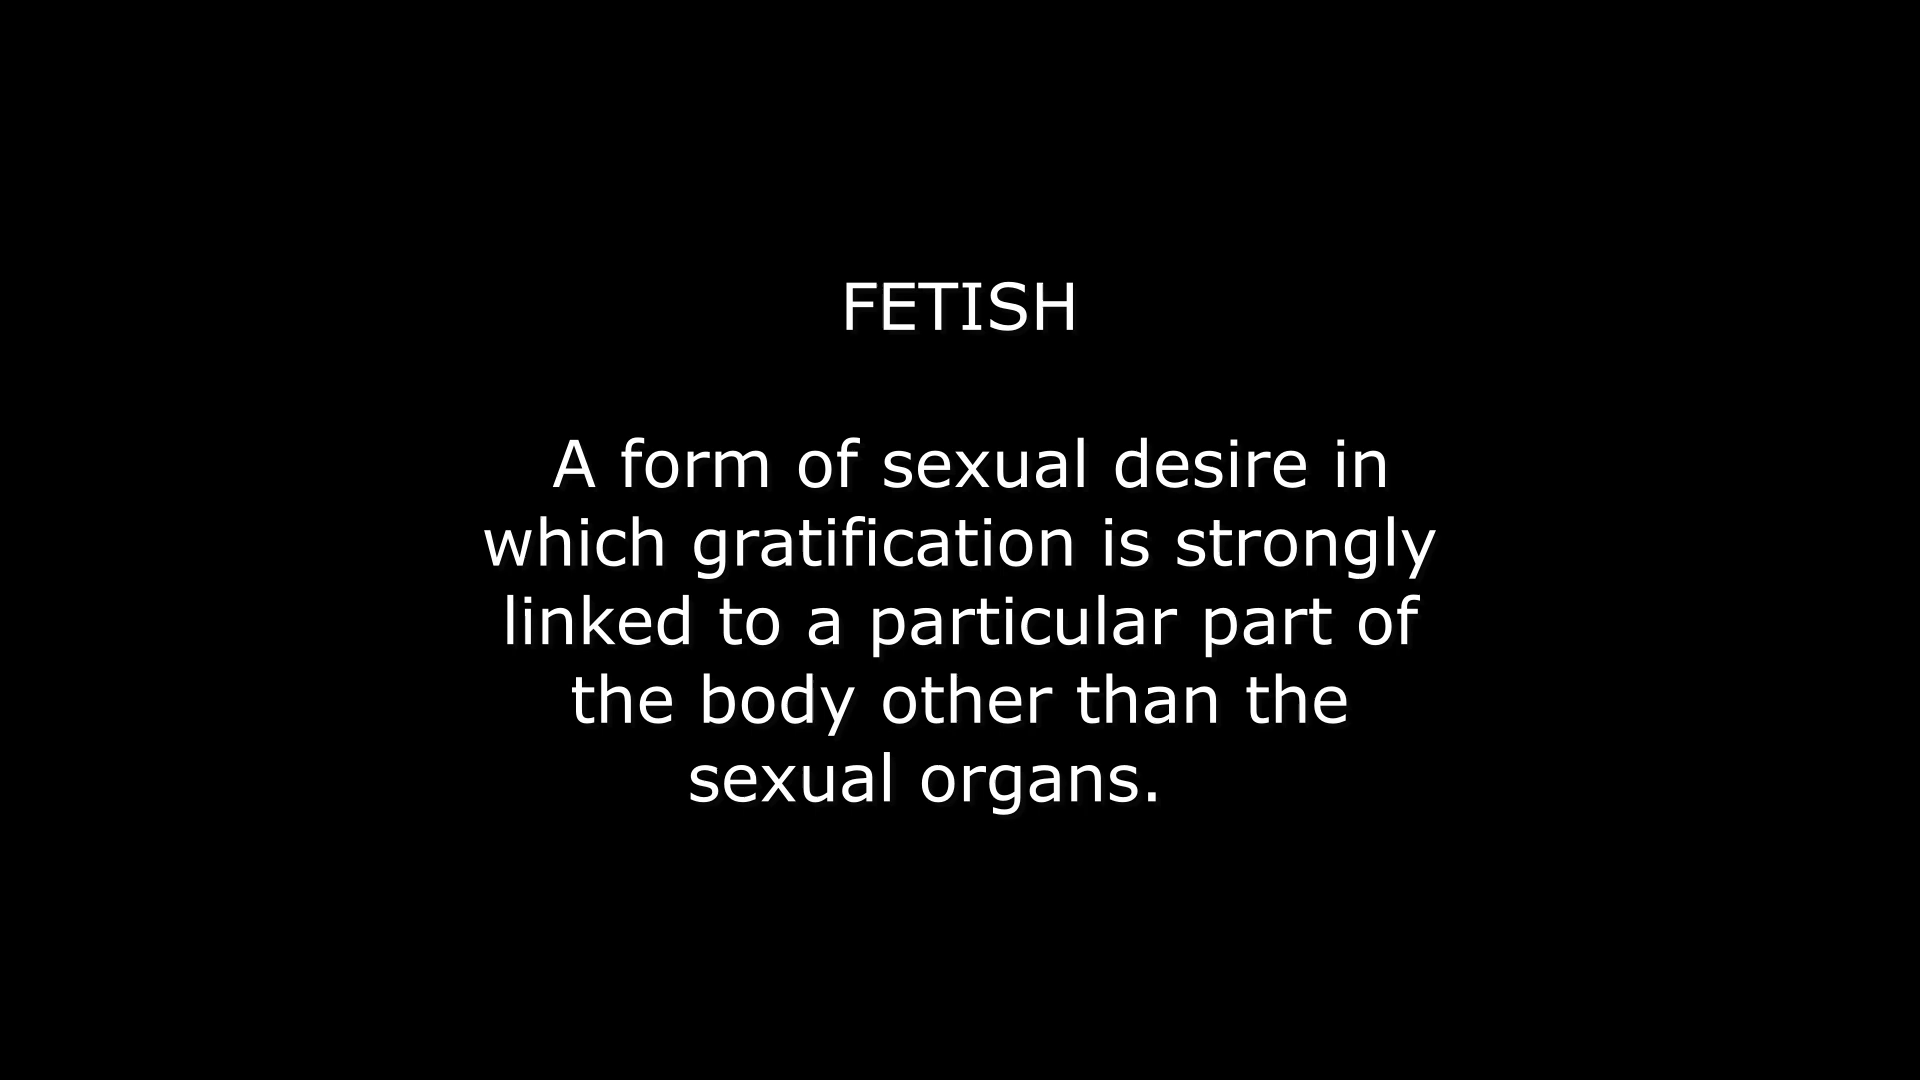 FETISH
A form of sexual desire in
which gratification is strongly
linked to a particular part of
the body other than the
sexual organs.